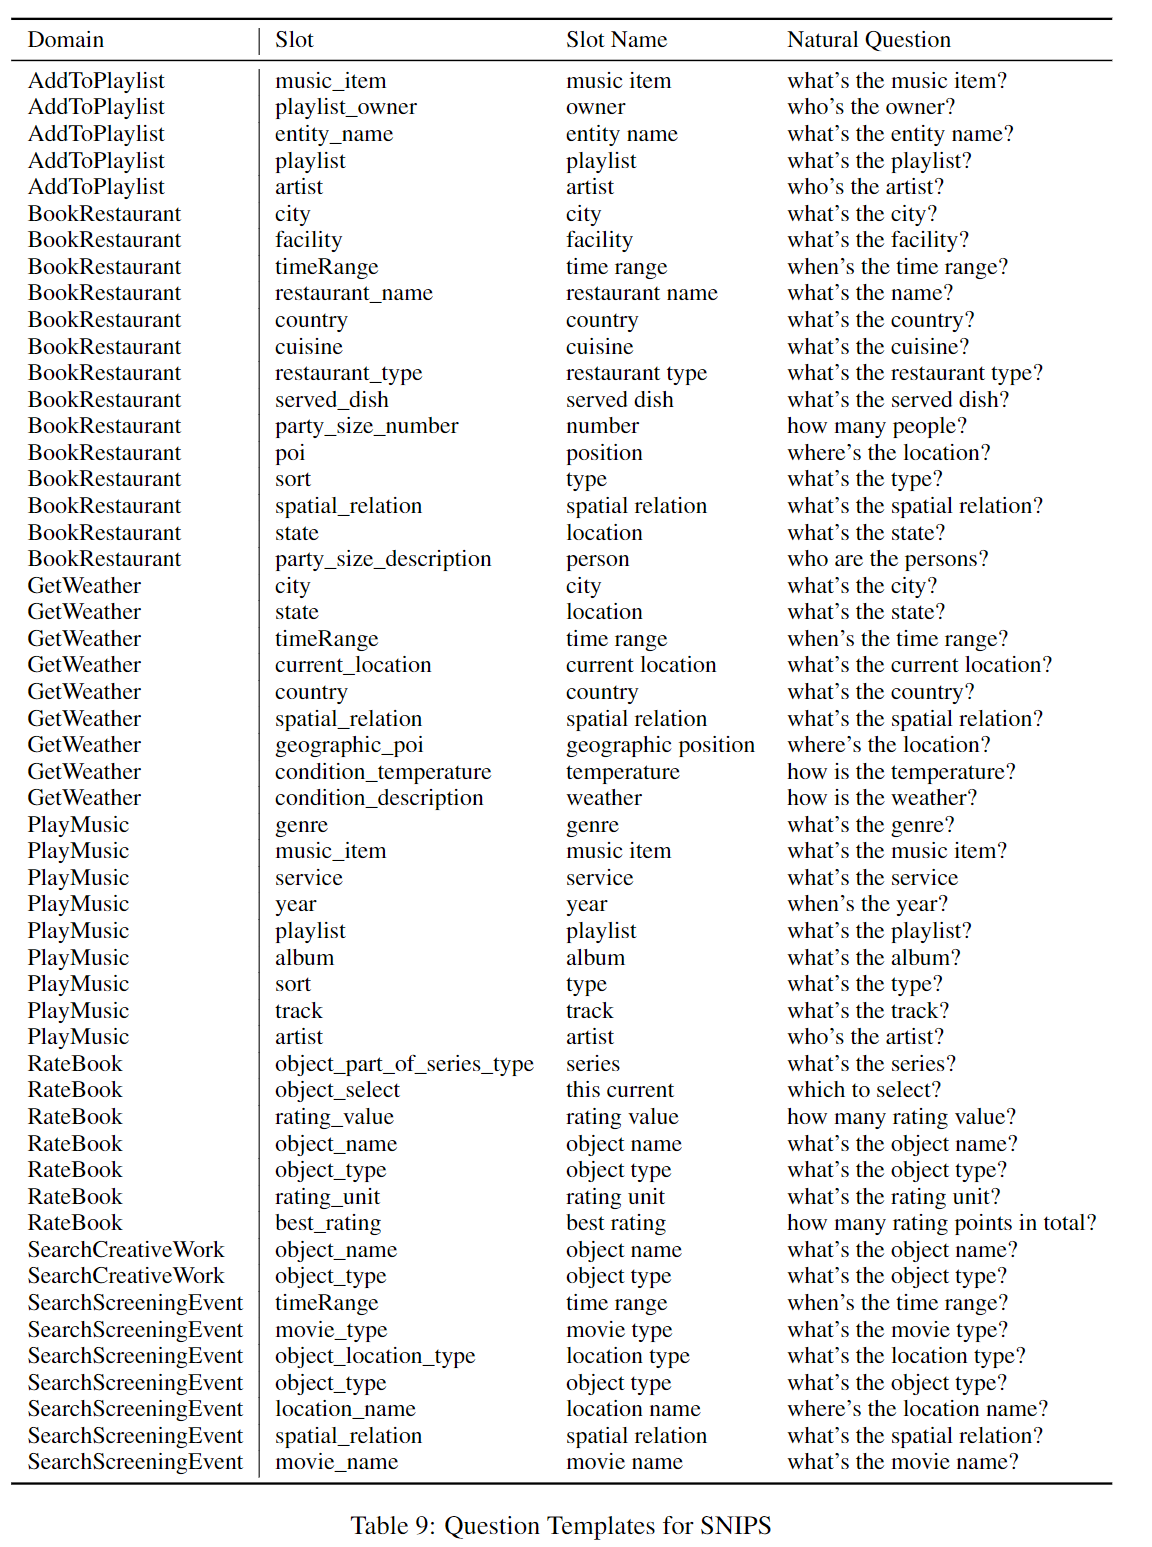 Domain Slot Slot Name Natural Question
AddToPlaylist music_item music item what's the music item?
AddToPlaylist playlist_owner owner who's the owner?
AddToPlaylist entity_name entity name what's the entity name?
AddToPlaylist playlist playlist what's the playlist?
AddToPlaylist artist artist who's the artist?
BookRestaurant city city what's the city?
BookRestaurant facility facility what's the facility?
BookRestaurant timeRange time range when's the time range?
BookRestaurant restaurant_name restaurant name what's the name?
BookRestaurant country country what's the country?
BookRestaurant cuisine cuisine what's the cuisine?
BookRestaurant restaurant_type restaurant type what's the restaurant type?
BookRestaurant served_dish served dish what's the served dish?
BookRestaurant party_size_number number how many people?
BookRestaurant poi position where's the location?
BookRestaurant sort type what's the type?
BookRestaurant spatial_relation spatial relation what's the spatial relation?
BookRestaurant state location what's the state?
BookRestaurant party_size_description person who are the persons?
GetWeather city city what's the city?
GetWeather state location what's the state?
GetWeather timeRange time range when's the time range?
GetWeather current_location current location what's the current location?
GetWeather country country what's the country?
GetWeather spatial_relation spatial relation what's the spatial relation?
GetWeather geographic_poi geographic position where's the location?
GetWeather condition_temperature temperature how is the temperature?
GetWeather condition_description weather how is the weather?
PlayMusic genre genre what's the genre?
PlayMusic music_item music item what's the music item?
PlayMusic service service what's the service
PlayMusic year year when's the year?
PlayMusic playlist playlist what's the playlist?
PlayMusic album album what's the album?
PlayMusic sort type what's the type?
PlayMusic track track what's the track?
PlayMusic artist artist who's the artist?
RateBook object_part_of_series_type series what's the series?
RateBook object_select this current which to select?
RateBook rating_value rating value how many rating value?
RateBook object_name object name what's the object name?
RateBook object_type object type what's the object type?
RateBook rating_unit rating unit what's the rating unit?
RateBook best_rating best rating how many rating points in total?
SearchCreativeWork object_name object name what's the object name?
SearchCreativeWork object_type object type what's the object type?
SearchScreeningEvent timeRange time range when's the time range?
SearchScreeningEvent movie_type movie type what's the movie type?
SearchScreeningEvent object_location_type location type what's the location type?
SearchScreeningEvent object_type object type what's the object type?
SearchScreeningEvent location_name location name where's the location name?
SearchScreeningEvent spatial_relation spatial relation what's the spatial relation?
SearchScreeningEvent movie_name movie name what's the movie name?
Table 9: Question Templates for SNIPS